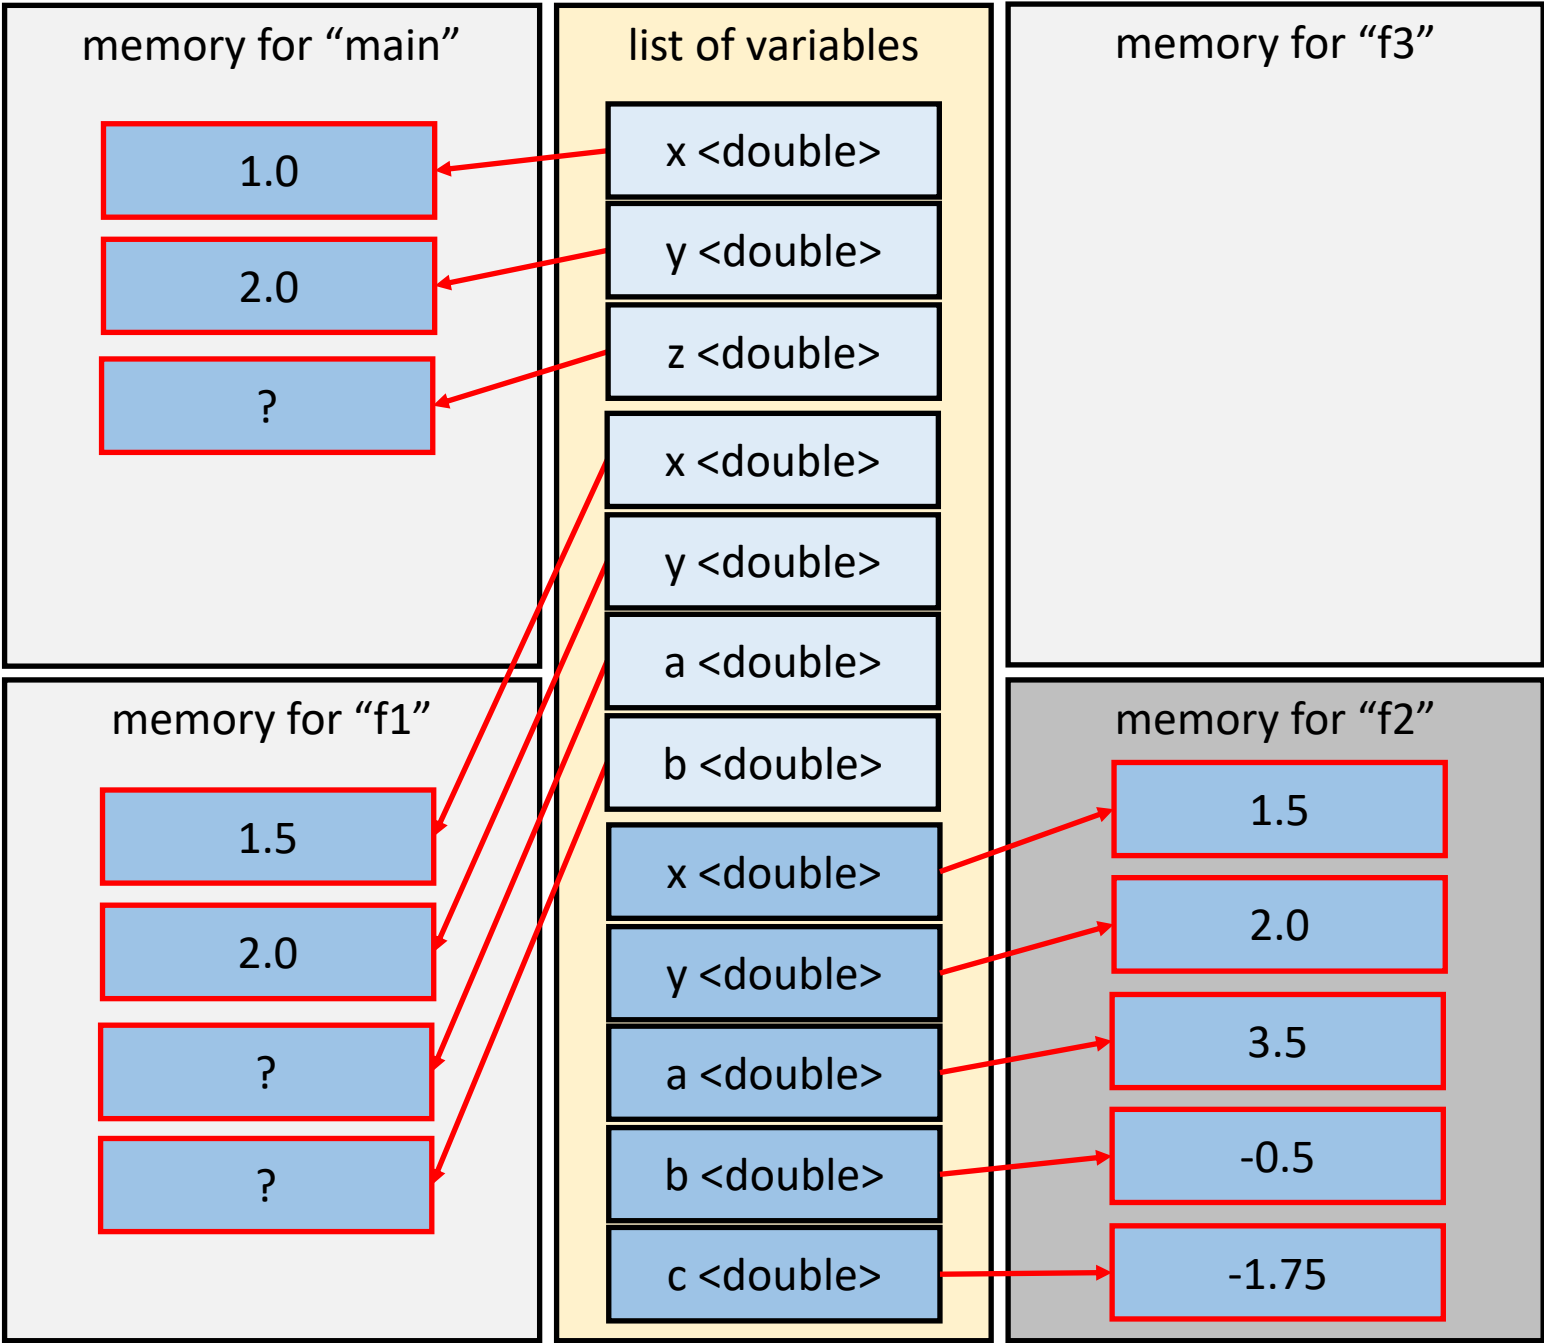 memory for “main”
1.0
2.0
?
memory for “f1”
1.5
2.0
?
?
list of variables
x <double>
y <double>
z <double>
x <double>
y <double>
a <double>
b <double>
x <double>
y <double>
a <double>
b <double>
c <double>
memory for “f3”
memory for “f2”
1.5
2.0
3.5
-0.5
-1.75